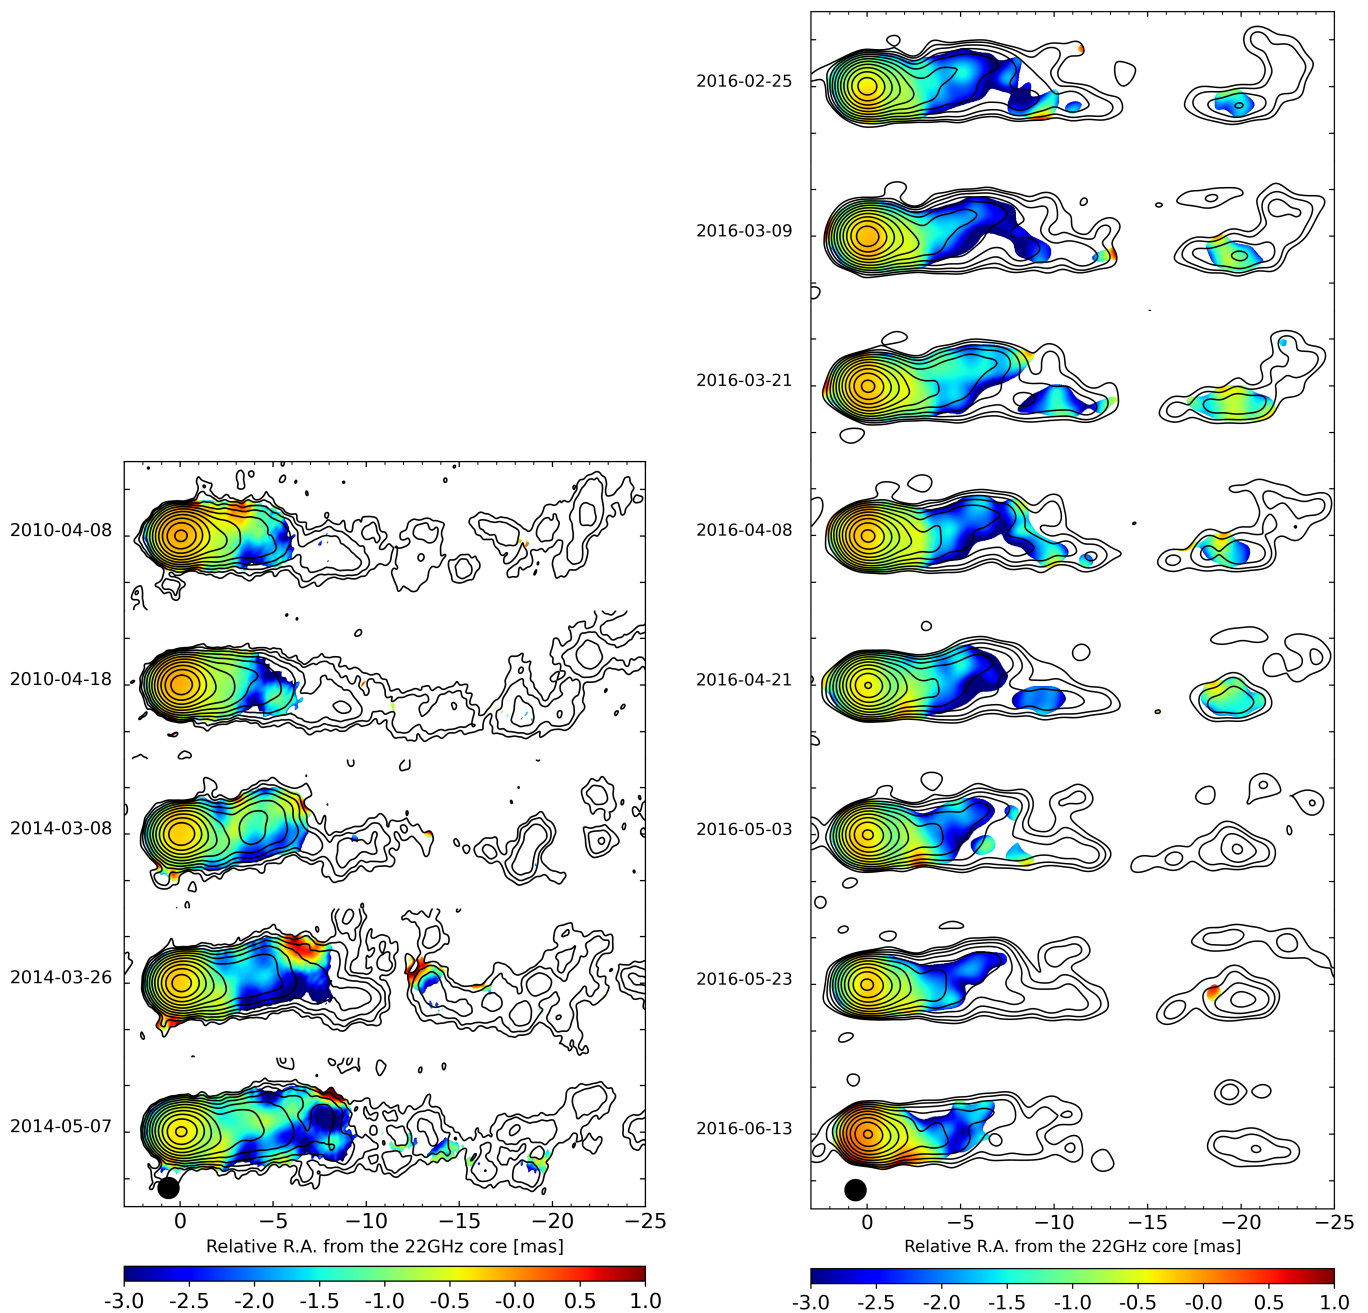 2010-04-08
2010-04-18
2014-03-08
2014-03-26
2014-05-07
0 −5 −10 −15 −20 −25
Relative R.A. from the 22GHz core [mas]
-3.0 -2.5 -2.0 -1.5 -1.0 -0.5 -0.0 0.5 1.0
2016-02-25
2016-03-09
2016-03-21
2016-04-08
2016-04-21
2016-05-03
2016-05-23
2016-06-13
0 −5 −10 −15 −20 −25
Relative R.A. from the 22GHz core [mas]
-3.0 -2.5 -2.0 -1.5 -1.0 -0.5 -0.0 0.5 1.0